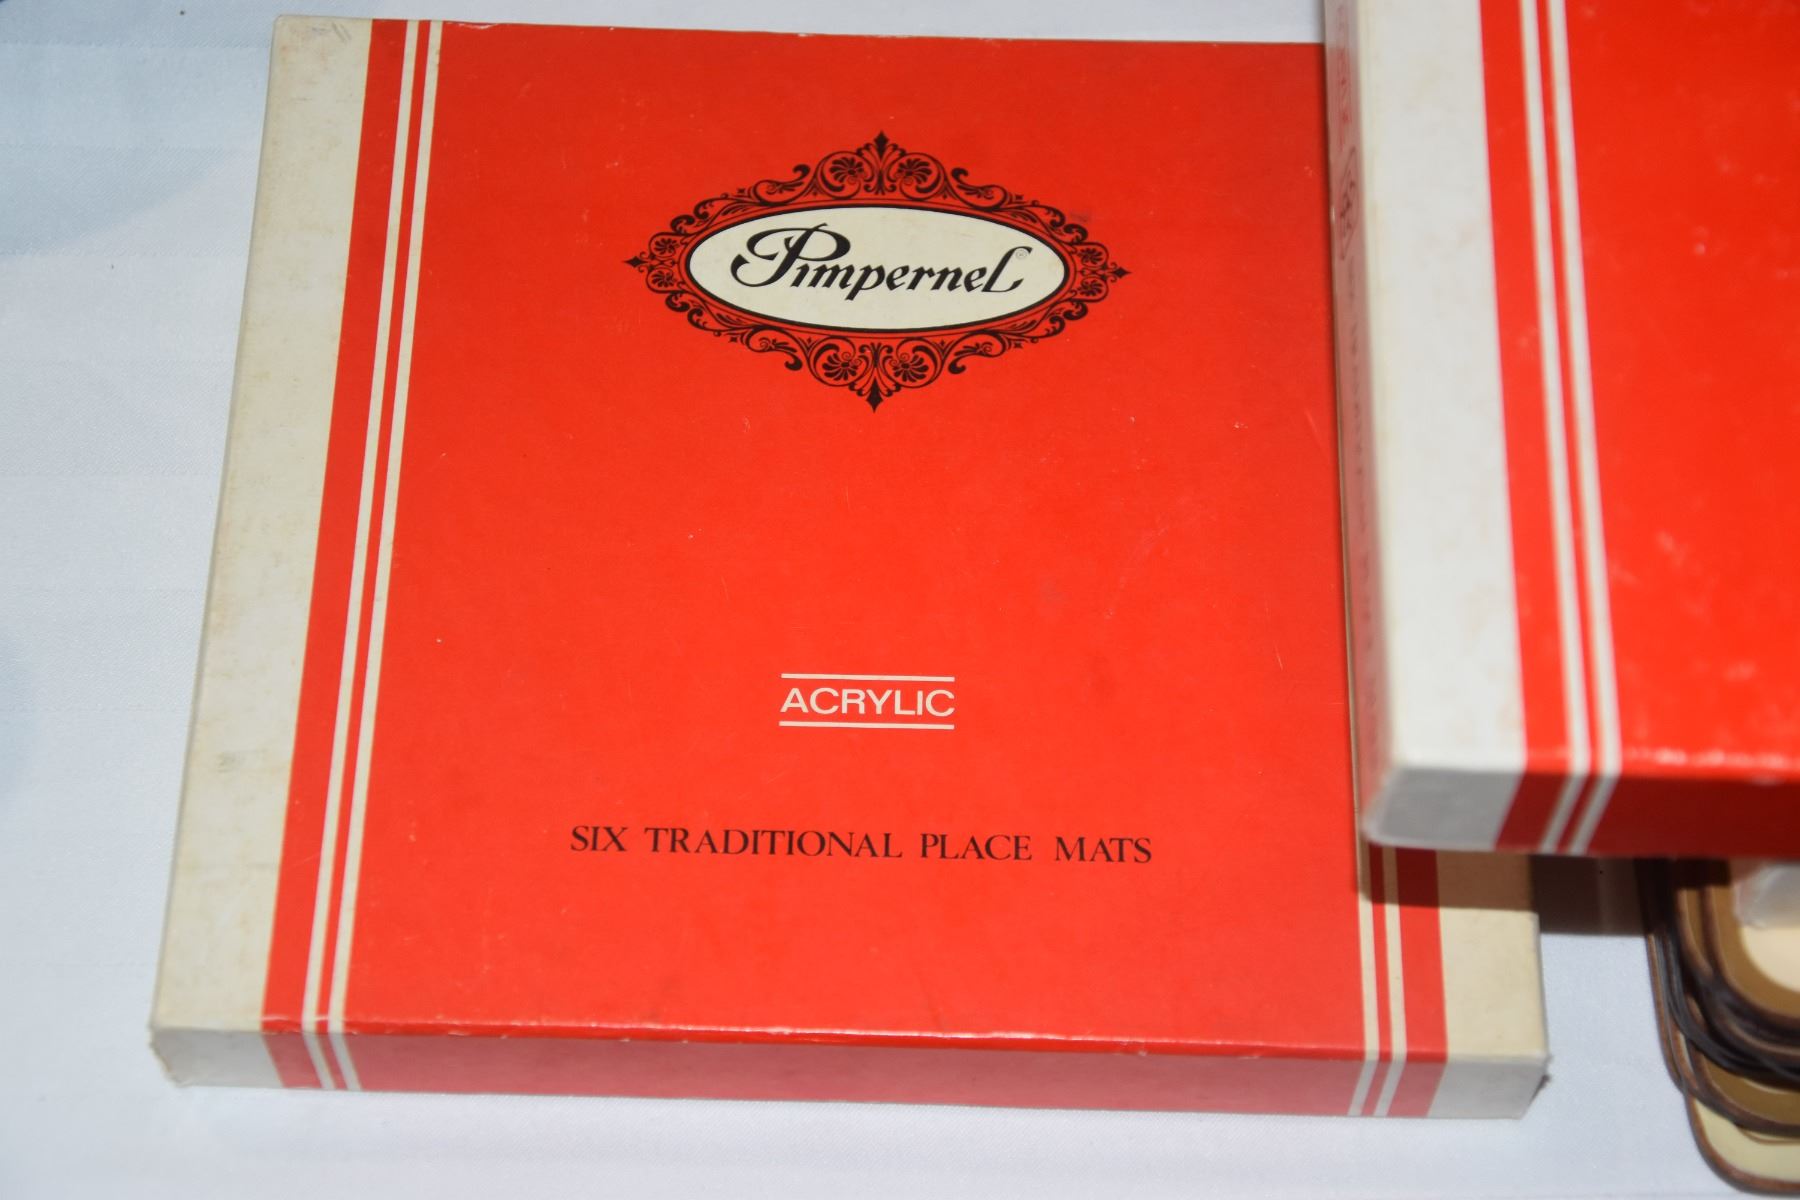 Pimpernel
ACRYLIC
SIX TRADITIONAL PLACE MATS